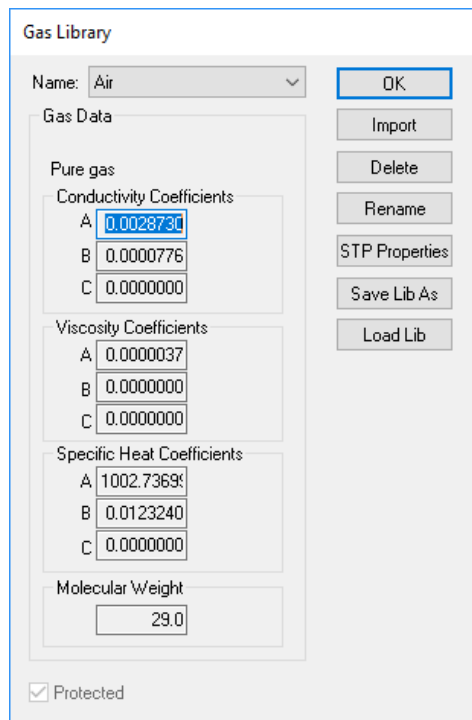 Gas Library
Name: Air
OK
Gas Data
Import
Pure gas
Delete
Conductivity Coefficients
Rename
A 0.0028730
B 0.0000776
STP Properties
C 0.0000000
Save Lib As
Viscosity Coefficients
Load Lib
A 0.0000037
B 0.0000000
C 0.0000000
Specific Heat Coefficients
A 1002.7369
B 0.0123240
C 0.0000000
Molecular Weight
29.0
Protected